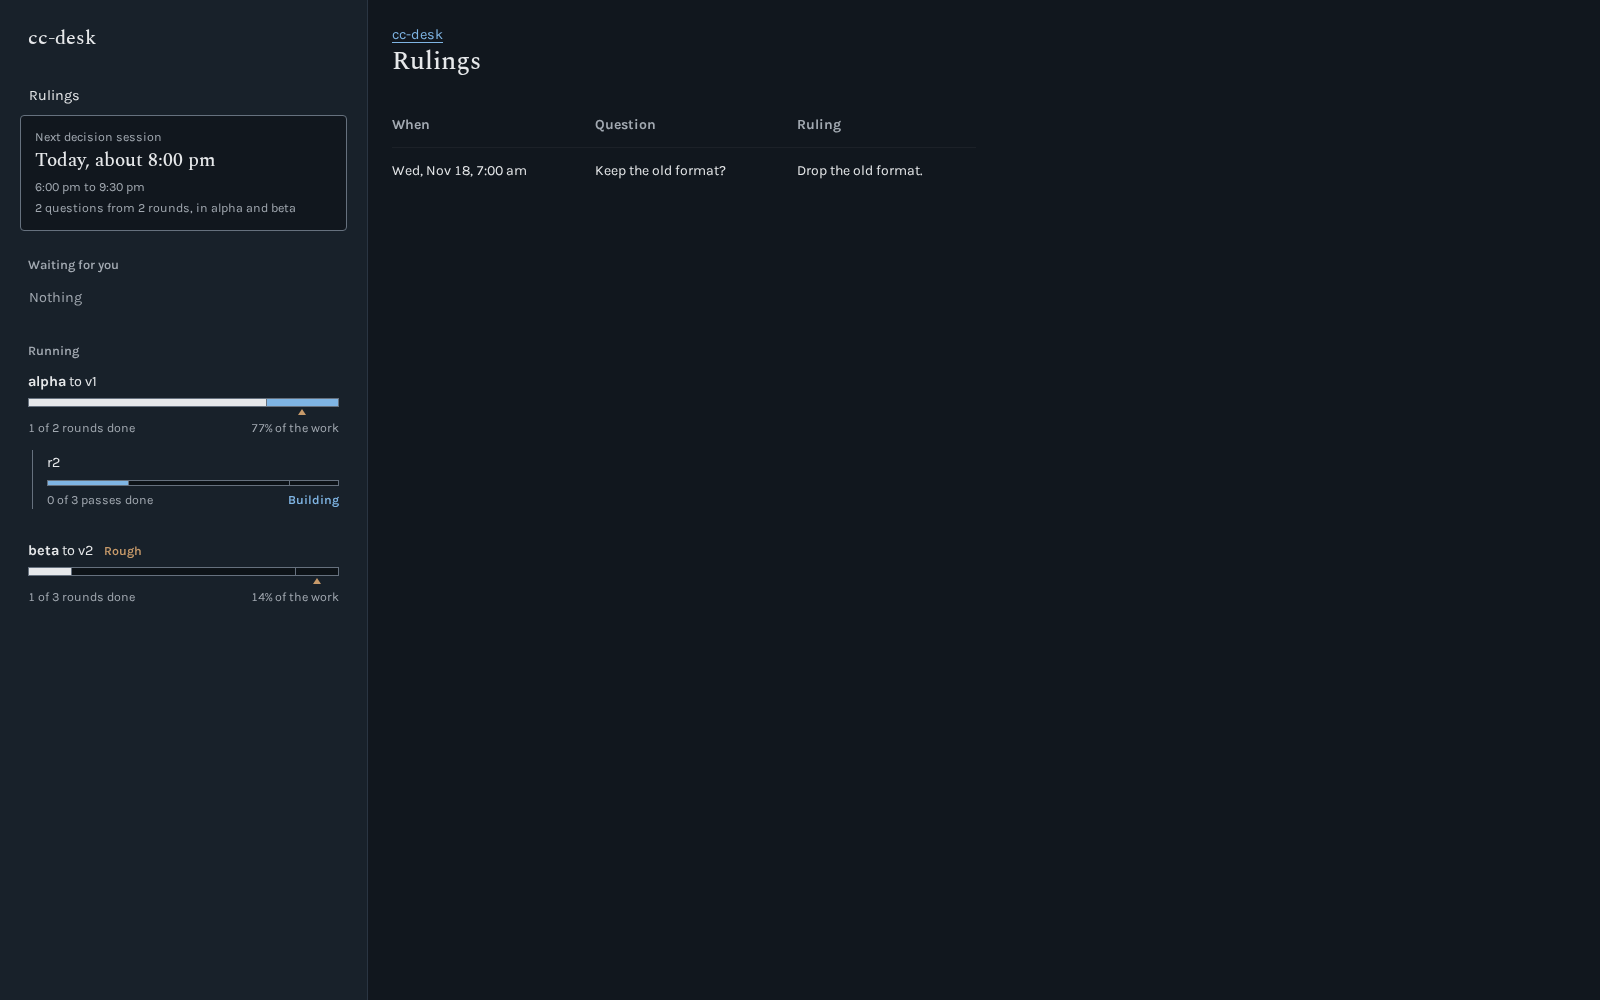 cc-desk
Rulings
Next decision session
Today, about 8:00 pm
6:00 pm to 9:30 pm
2 questions from 2 rounds, in alpha and beta
Waiting for you
Nothing
Running
alpha to v1
1 of 2 rounds done 77% of the work
r2
0 of 3 passes done Building
beta to v2 Rough
1 of 3 rounds done 14% of the work
cc-desk
Rulings
When Question Ruling
Wed, Nov 18, 7:00 am Keep the old format? Drop the old format.